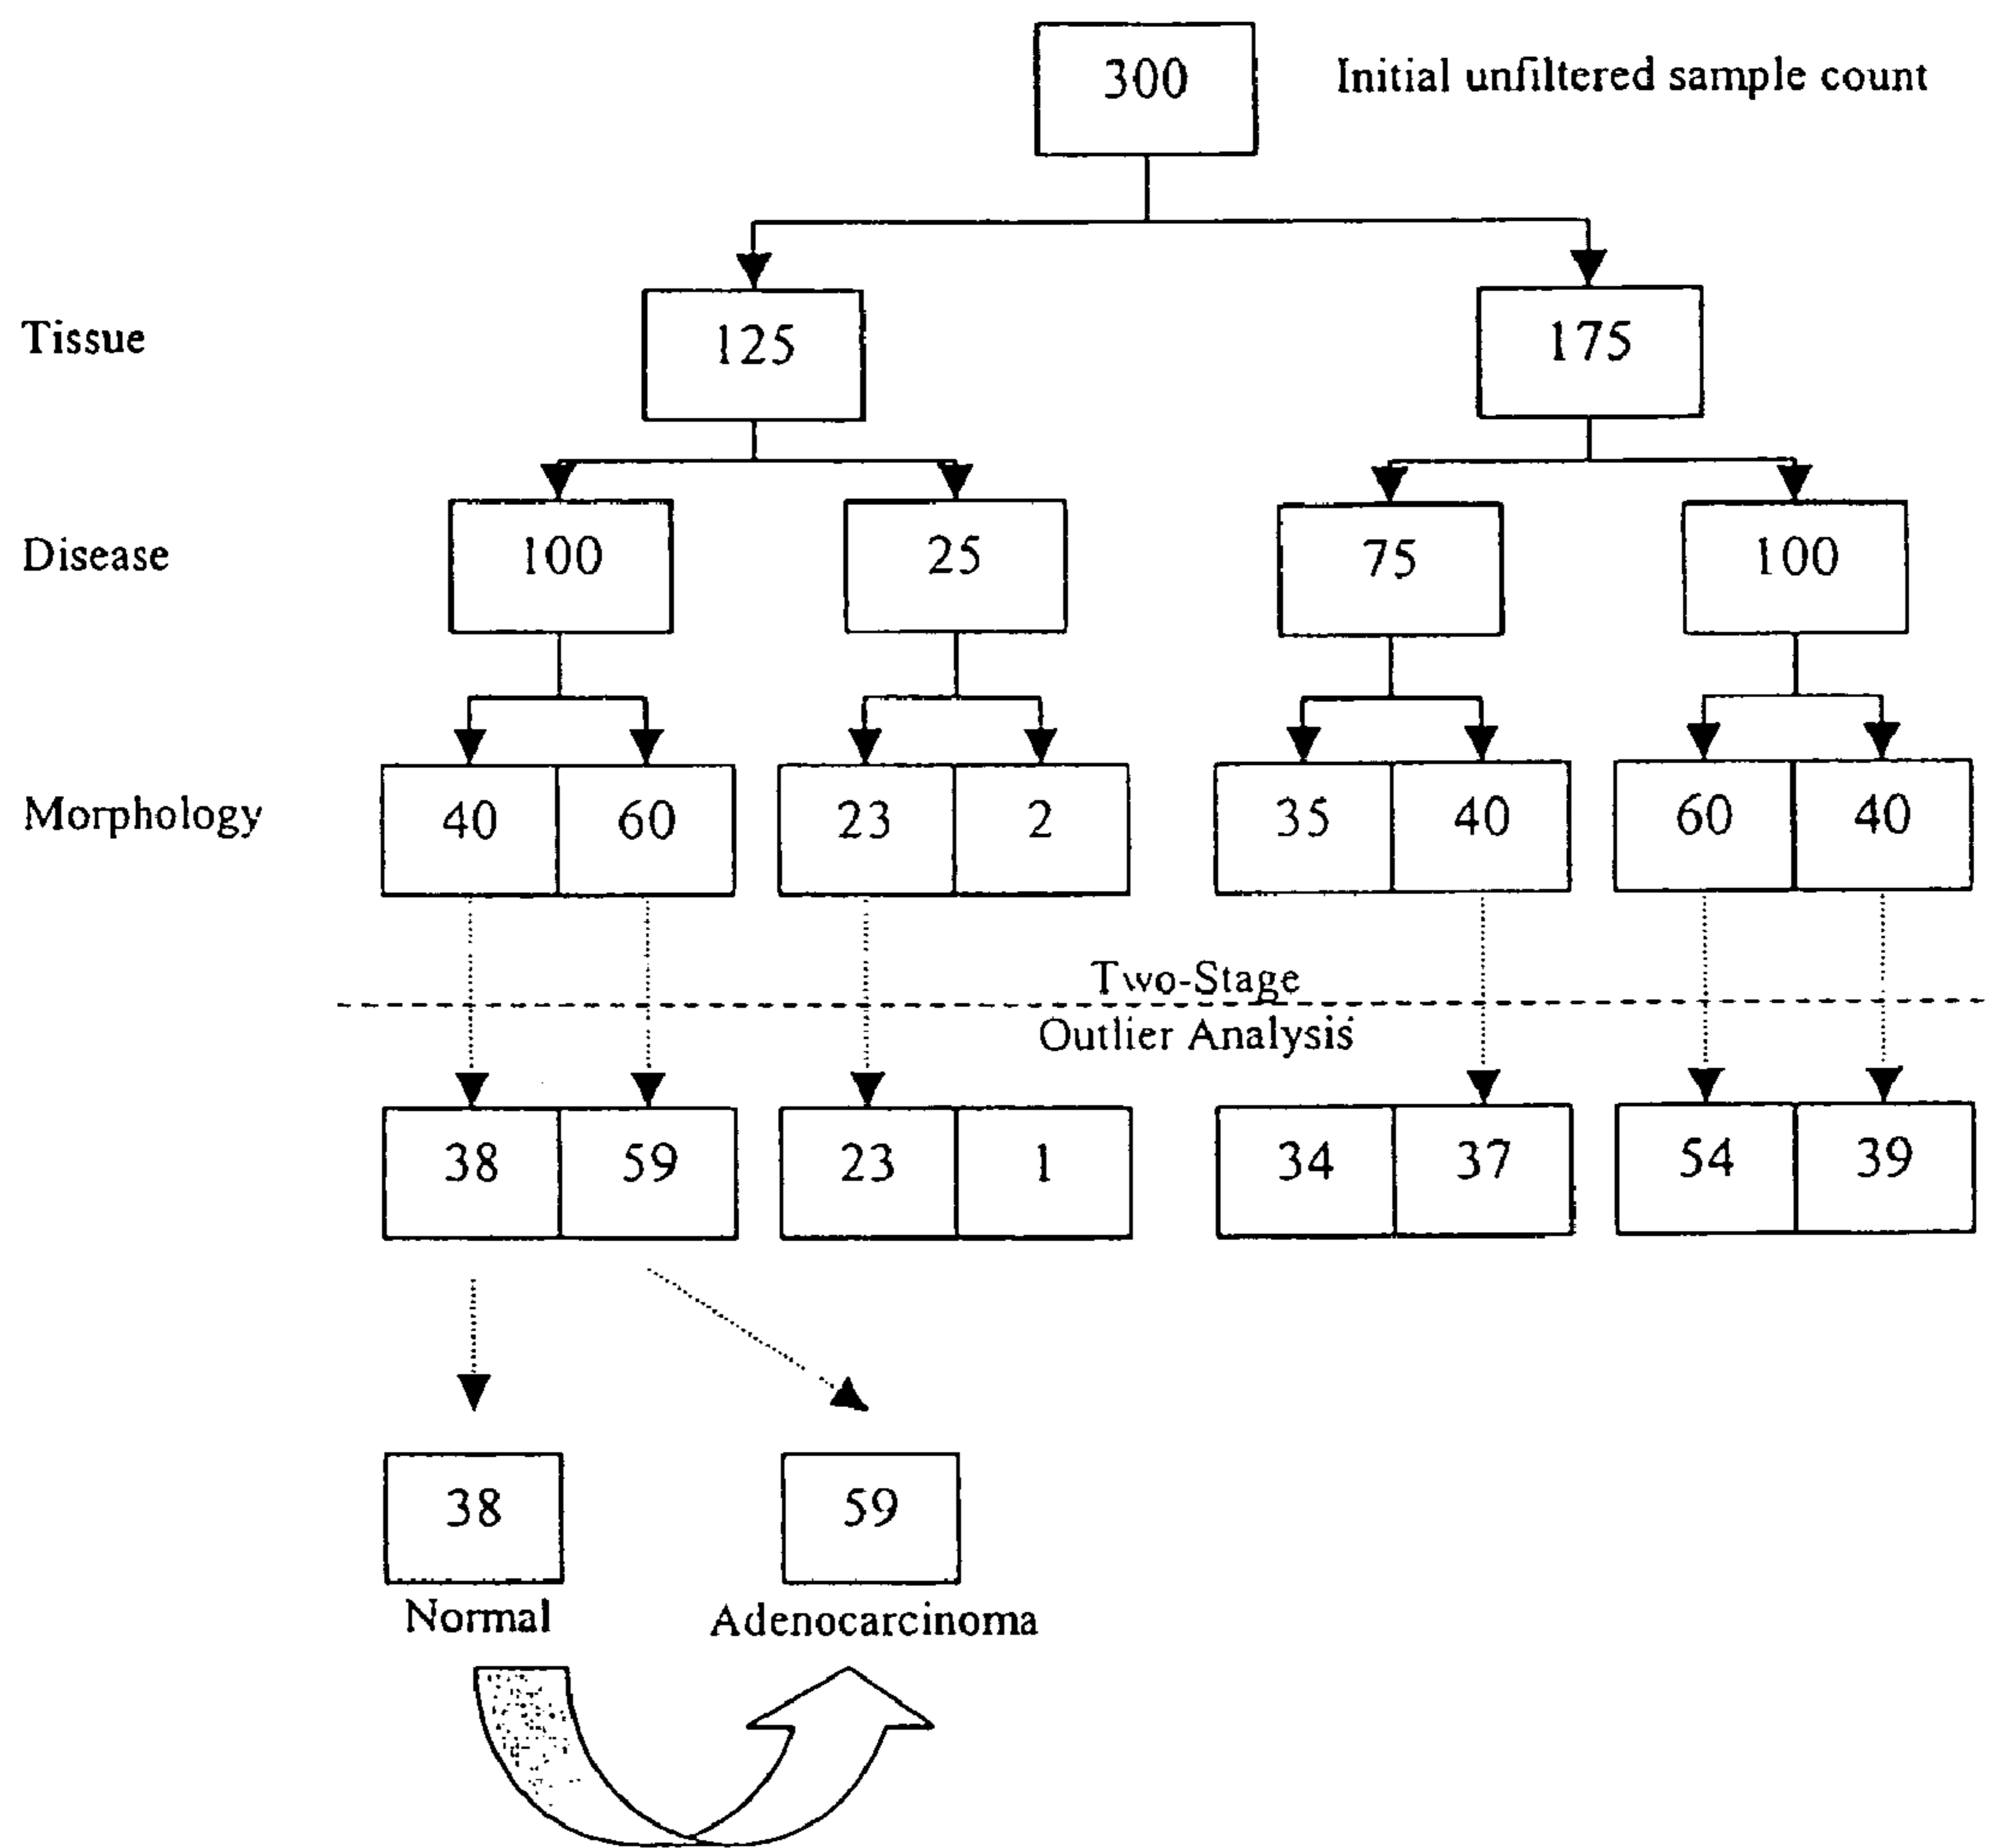 300 Initial unfiltered sample count
Tissue 125 175
Disease 100 25 75 100
Morphology 40 60 23 2 35 40 60 40
Two-Stage
Outlier Analysis
38 59 23 1 34 37 54 39
38 59
Normal Adenocarcinoma